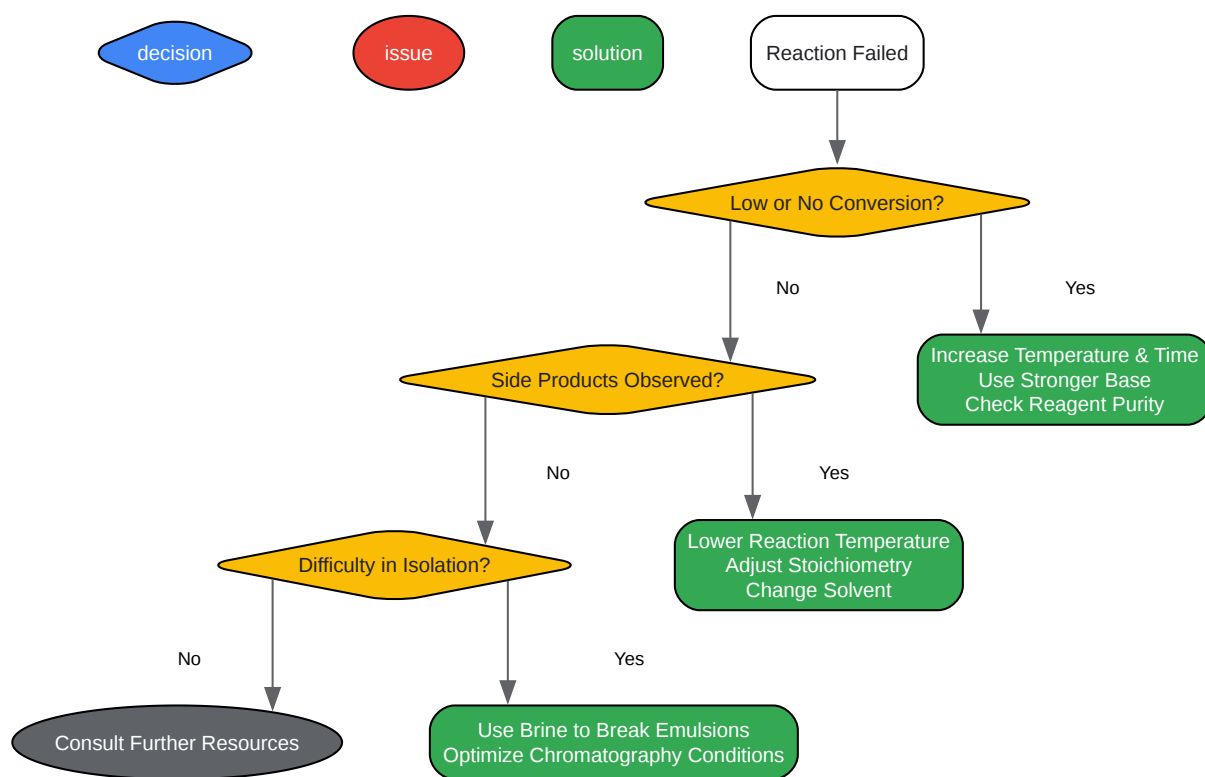 decision
issue
solution
Reaction Failed
Low or No Conversion?
No
Yes
Increase Temperature & Time
Use Stronger Base
Check Reagent Purity
Side Products Observed?
No
Yes
Lower Reaction Temperature
Adjust Stoichiometry
Change Solvent
Difficulty in Isolation?
No
Yes
Consult Further Resources
Use Brine to Break Emulsions
Optimize Chromatography Conditions